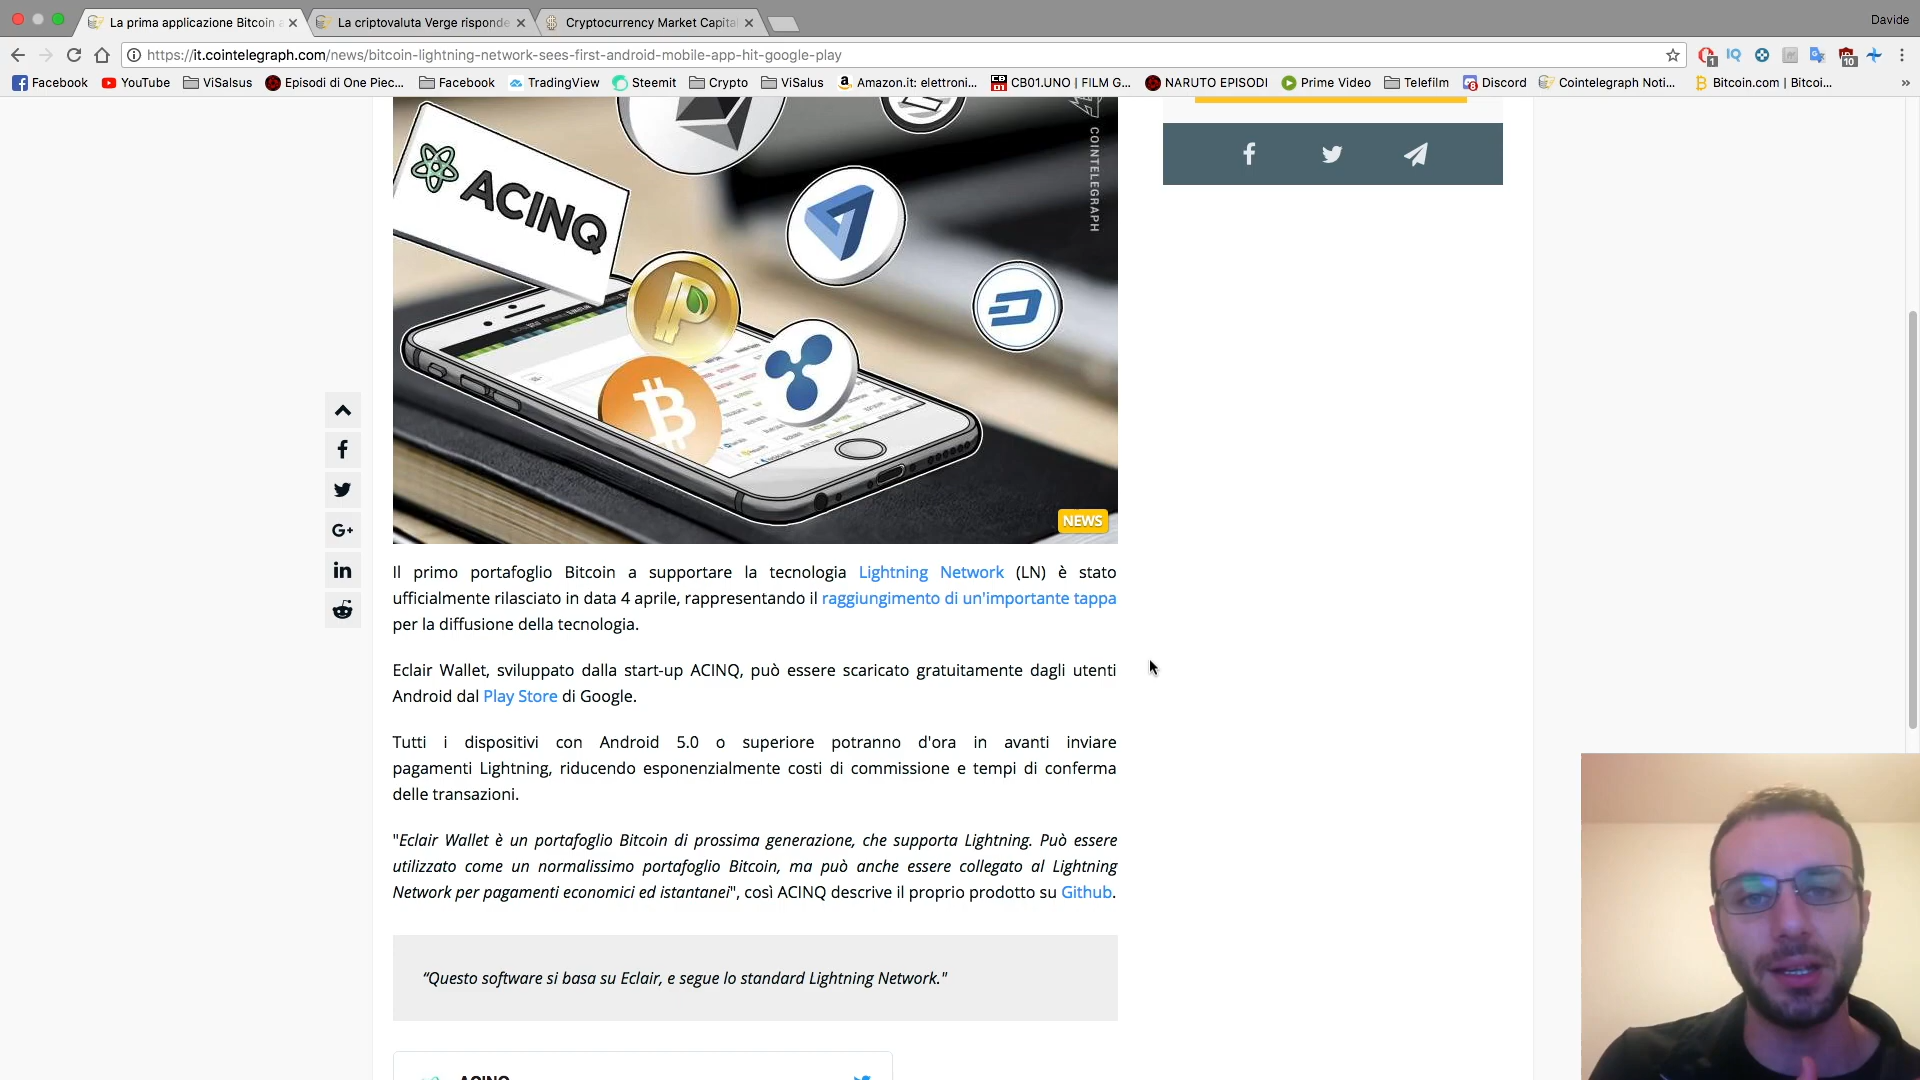 Davide
La prima applicazione Bitcoin a
La criptovaluta Verge risponde
Cryptocurrency Market Capital
https://it.cointelegraph.com/news/bitcoin-lightning-network-sees-first-android-mobile-app-hit-google-play
Facebook
YouTube
ViSalsus
Episodi di One Piec...
Facebook
TradingView
Steemit
Crypto
ViSalus
Amazon.it: elettroni...
CB01.UNO | FILM G...
NARUTO EPISODI
Prime Video
Telefilm
Discord
Cointelegraph Noti...
Bitcoin.com | Bitcoi...
»
ACINQ
COINTELEGRAPH
NEWS
Il primo portafoglio Bitcoin a supportare la tecnologia Lightning Network (LN) è stato
ufficialmente rilasciato in data 4 aprile, rappresentando il raggiungimento di un'importante tappa
per la diffusione della tecnologia.
Eclair Wallet, sviluppato dalla start-up ACINQ, può essere scaricato gratuitamente dagli utenti
Android dal Play Store di Google.
Tutti i dispositivi con Android 5.0 o superiore potranno d'ora in avanti inviare
pagamenti Lightning, riducendo esponenzialmente costi di commissione e tempi di conferma
delle transazioni.
"Eclair Wallet è un portafoglio Bitcoin di prossima generazione, che supporta Lightning. Può essere
utilizzato come un normalissimo portafoglio Bitcoin, ma può anche essere collegato al Lightning
Network per pagamenti economici ed istantanei", così ACINQ descrive il proprio prodotto su Github.
“Questo software si basa su Eclair, e segue lo standard Lightning Network."
ACINQ